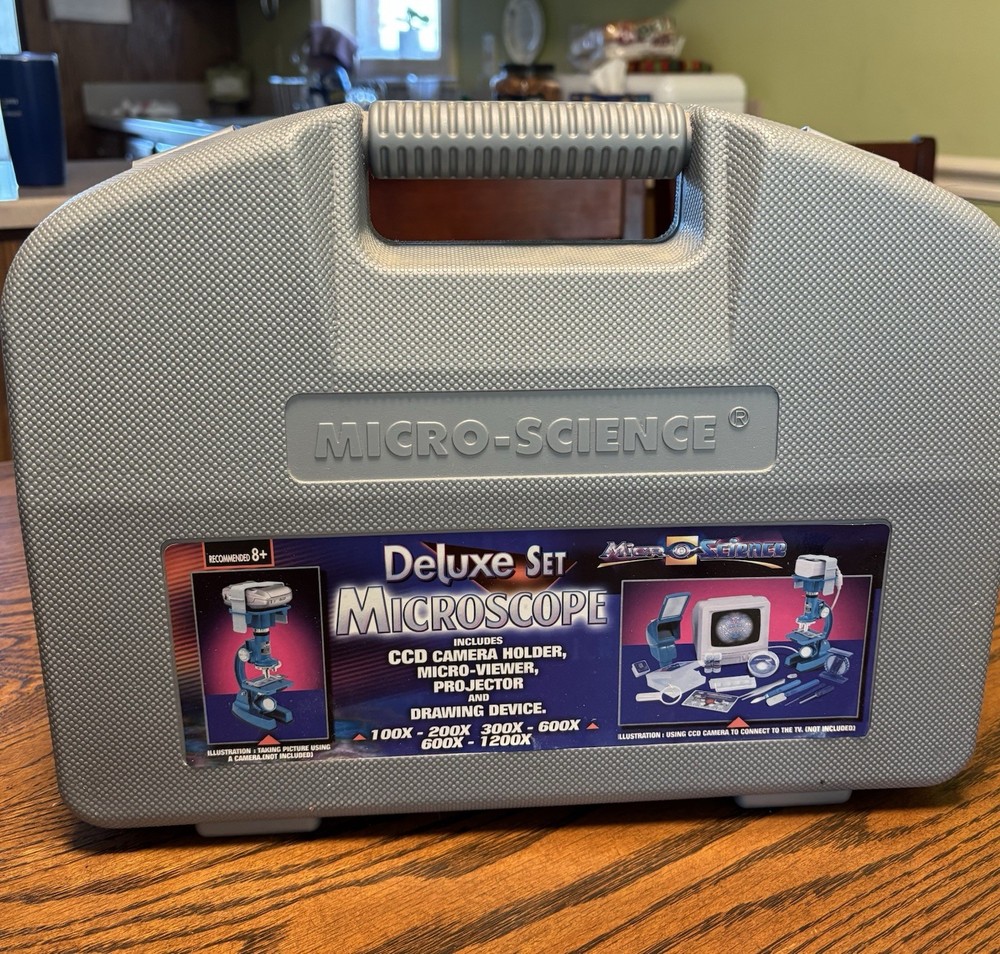 MICRO-SCIENCE ®
RECOMMENDED 8+
Deluxe Set
Microscope
INCLUDES
CCD CAMERA HOLDER,
MICRO-VIEWER,
PROJECTOR
AND
DRAWING DEVICE.
100X - 200X 300X - 600X
600X - 1200X
Micro Science
ILLUSTRATION : TAKING PICTURE USING
A CAMERA.(NOT INCLUDED)
ILLUSTRATION : USING CCD CAMERA TO CONNECT TO THE TV. (NOT INCLUDED)